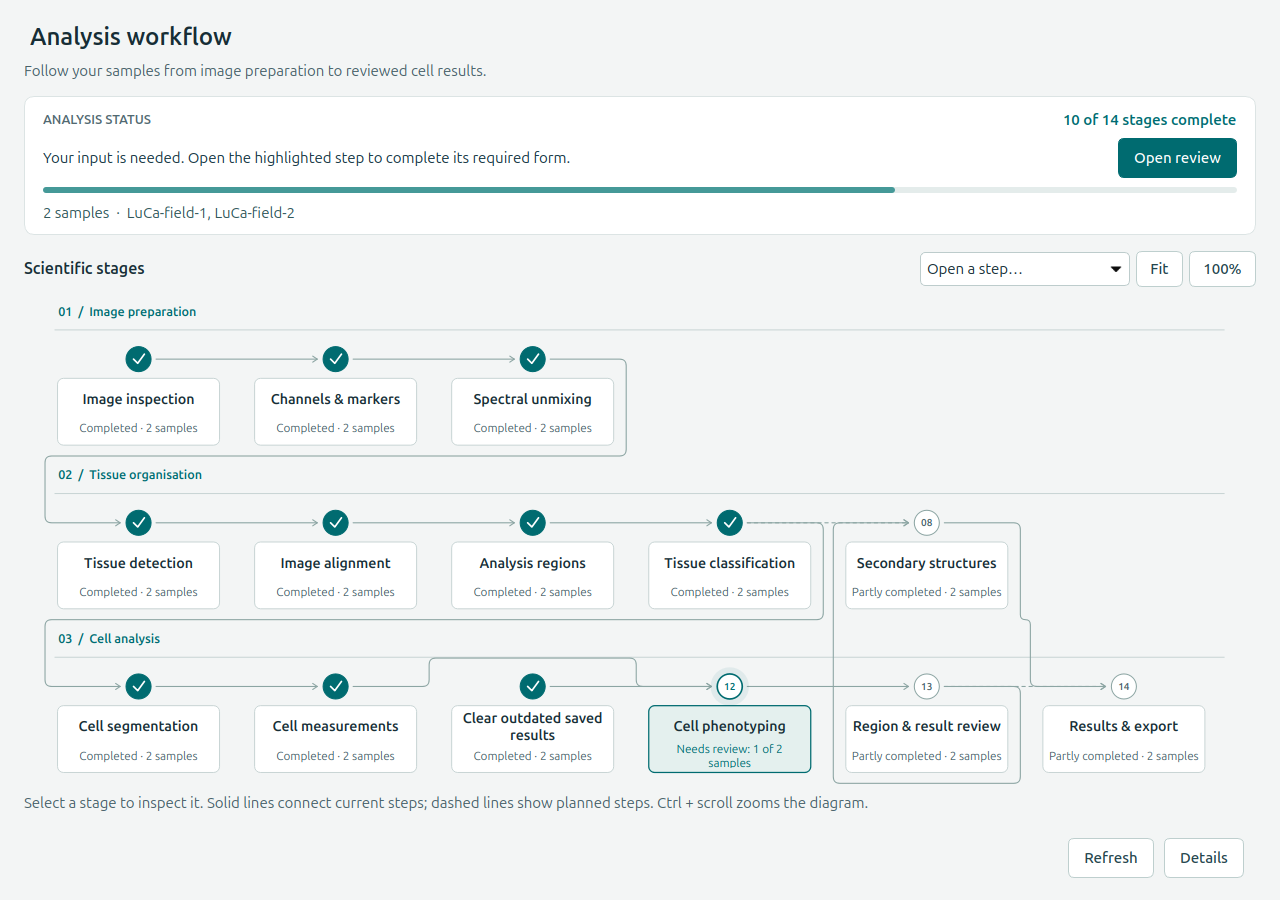 Analysis workflow
Follow your samples from image preparation to reviewed cell results.
ANALYSIS STATUS
10 of 14 stages complete
Your input is needed. Open the highlighted step to complete its required form.
Open review
2 samples · LuCa-field-1, LuCa-field-2
Scientific stages
Open a step...
Fit
100%
01 / Image preparation
Image inspection
Completed · 2 samples
Channels & markers
Completed · 2 samples
Spectral unmixing
Completed · 2 samples
02 / Tissue organisation
08
Tissue detection
Completed · 2 samples
Image alignment
Completed · 2 samples
Analysis regions
Completed · 2 samples
Tissue classification
Completed · 2 samples
Secondary structures
Partly completed · 2 samples
03 / Cell analysis
12
13
14
Cell segmentation
Completed · 2 samples
Cell measurements
Completed · 2 samples
Clear outdated saved
results
Completed · 2 samples
Cell phenotyping
Needs review: 1 of 2
samples
Region & result review
Partly completed · 2 samples
Results & export
Partly completed · 2 samples
Select a stage to inspect it. Solid lines connect current steps; dashed lines show planned steps. Ctrl + scroll zooms the diagram.
Refresh
Details